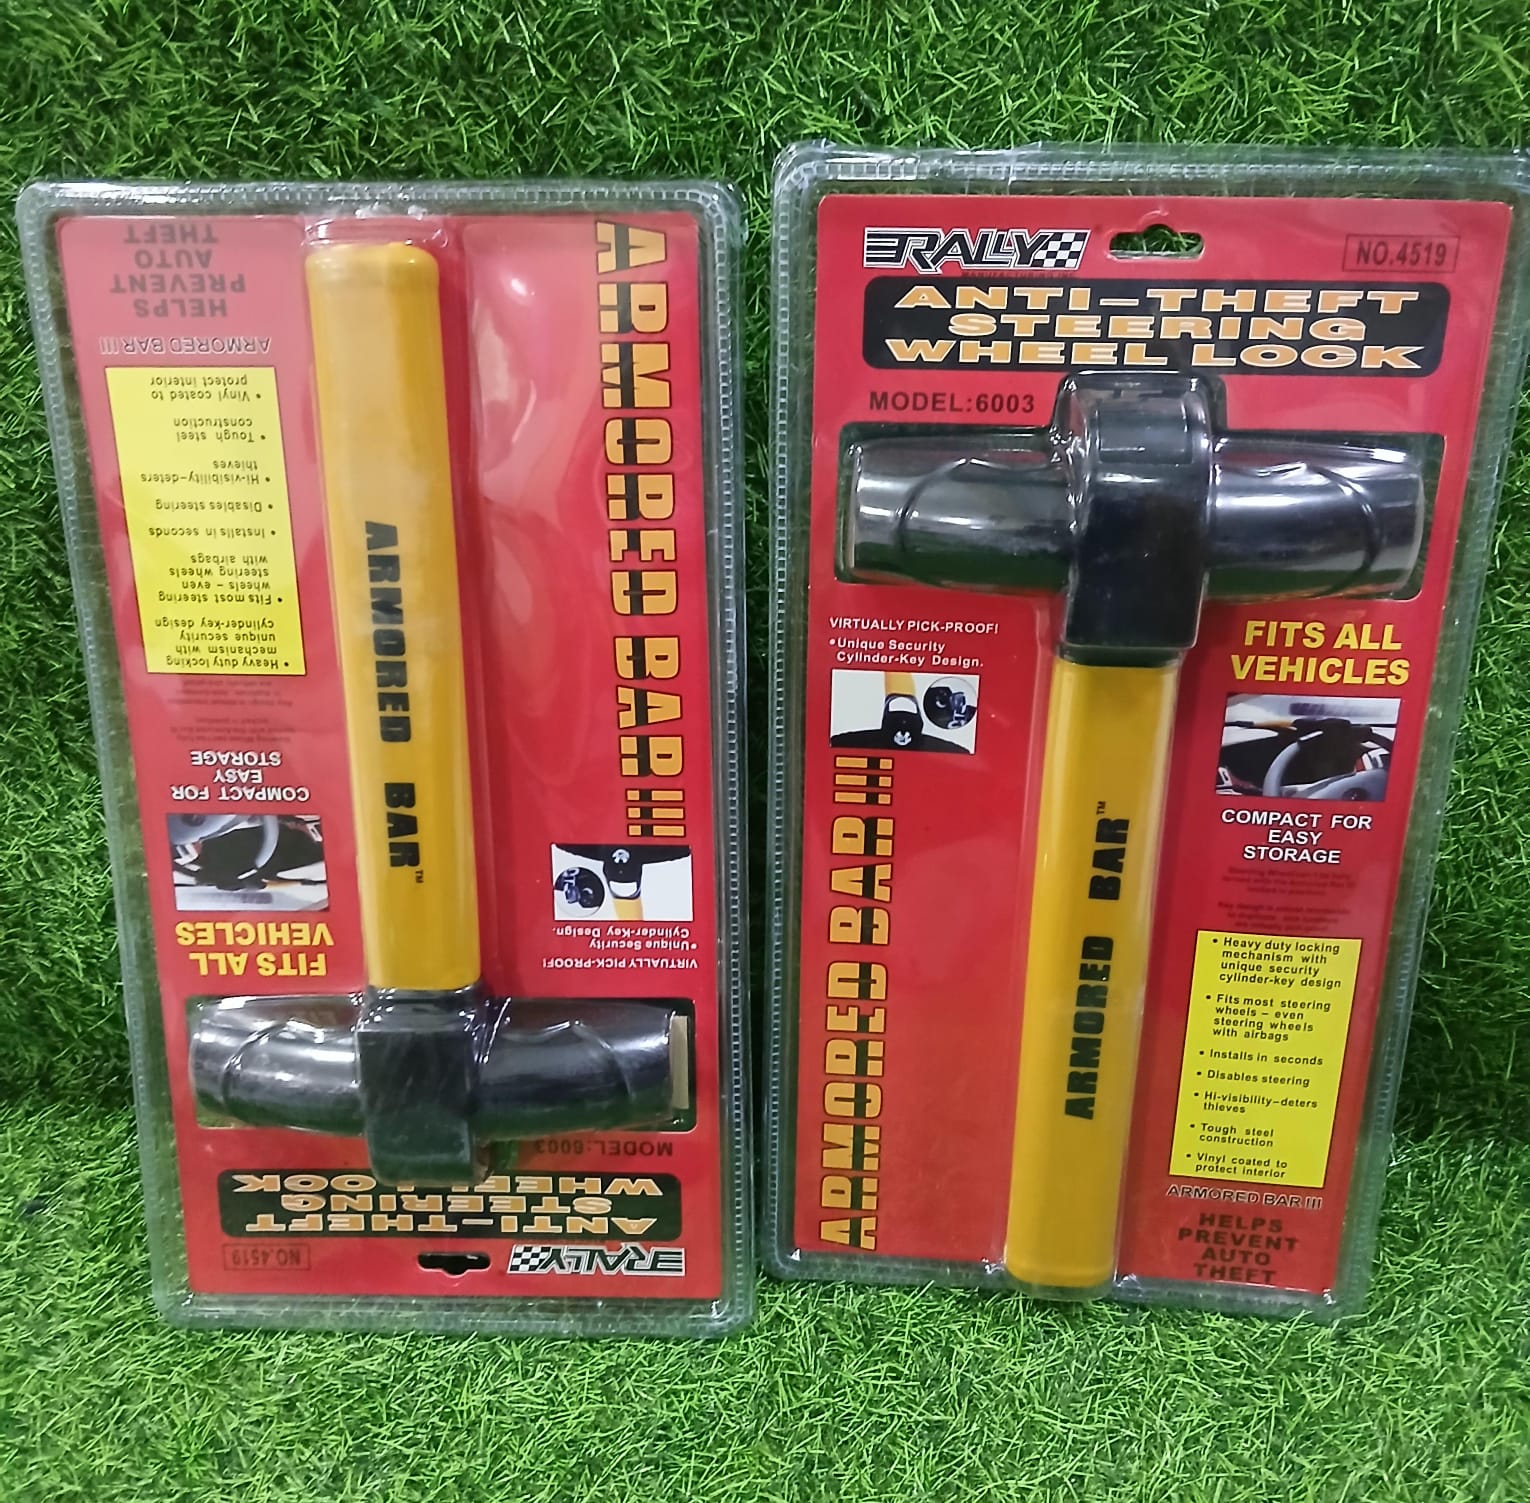 ARMORED BAR!!!
ARMORED BAR™
HELPS
PREVENT
AUTO
THEFT
ARMORED BAR III
• Vinyl coated to
protect interior
• Tough steel
construction
• Hi-visibility-deters
thieves
• Disables steering
• Installs in seconds
• Fits most steering
wheels - even
steering wheels
with airbags
• Heavy duty locking
mechanism with
unique security
cylinder-key design
COMPACT FOR
EASY
STORAGE
FITS ALL
VEHICLES
VIRTUALLY PICK-PROOF!
•Unique Security
Cylinder-Key Design.
MODEL:6003
ANTI-THEFT
STEERING
WHEEL LOCK
RALLY
NO.4519
RALLY
MANUFACTURING INC
NO.4519
ANTI-THEFT
STEERING
WHEEL LOCK
MODEL:6003
VIRTUALLY PICK-PROOF!
•Unique Security
Cylinder-Key Design.
FITS ALL
VEHICLES
ARMORED BAR!!!
ARMORED BAR™
COMPACT FOR
EASY
STORAGE
• Heavy duty locking
mechanism with
unique security
cylinder-key design
• Fits most steering
wheels - even
steering wheels
with airbags
• Installs in seconds
• Disables steering
• Hi-visibility-deters
thieves
• Tough steel
construction
• Vinyl coated to
protect interior
ARMORED BAR III
HELPS
PREVENT
AUTO
THEFT